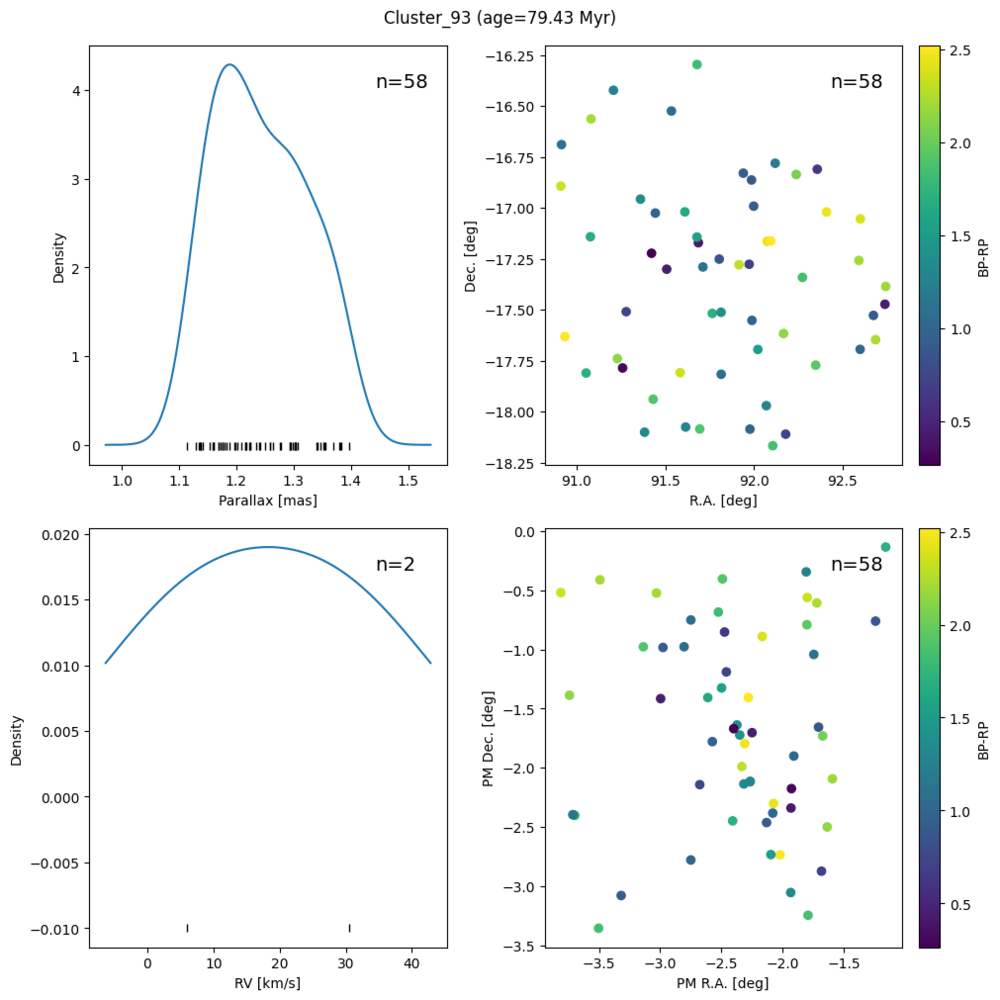 Cluster_93 (age=79.43 Myr)
n=58
Density
4
3
2
1
0
1.0 1.1 1.2 1.3 1.4 1.5
Parallax [mas]
n=58
Dec. [deg]
−16.25
−16.50
−16.75
−17.00
−17.25
−17.50
−17.75
−18.00
−18.25
91.0 91.5 92.0 92.5
R.A. [deg]
2.5
2.0
1.5
1.0
0.5
BP-RP
n=2
Density
0.020
0.015
0.010
0.005
0.000
−0.005
−0.010
0 10 20 30 40
RV [km/s]
n=58
PM Dec. [deg]
0.0
−0.5
−1.0
−1.5
−2.0
−2.5
−3.0
−3.5
−3.5 −3.0 −2.5 −2.0 −1.5
PM R.A. [deg]
2.5
2.0
1.5
1.0
0.5
BP-RP